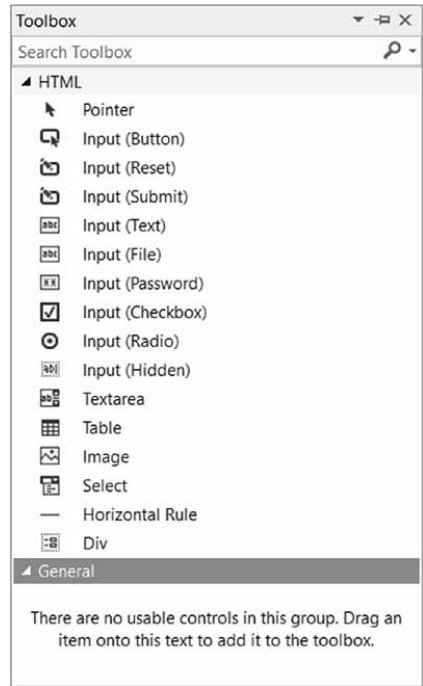 Toolbox
Search Toolbox
HTML
Pointer
Input (Button)
Input (Reset)
Input (Submit)
Input (Text)
Input (File)
Input (Password)
Input (Checkbox)
Input (Radio)
Input (Hidden)
Textarea
Table
Image
Select
Horizontal Rule
Div
General
There are no usable controls in this group. Drag an
item onto this text to add it to the toolbox.